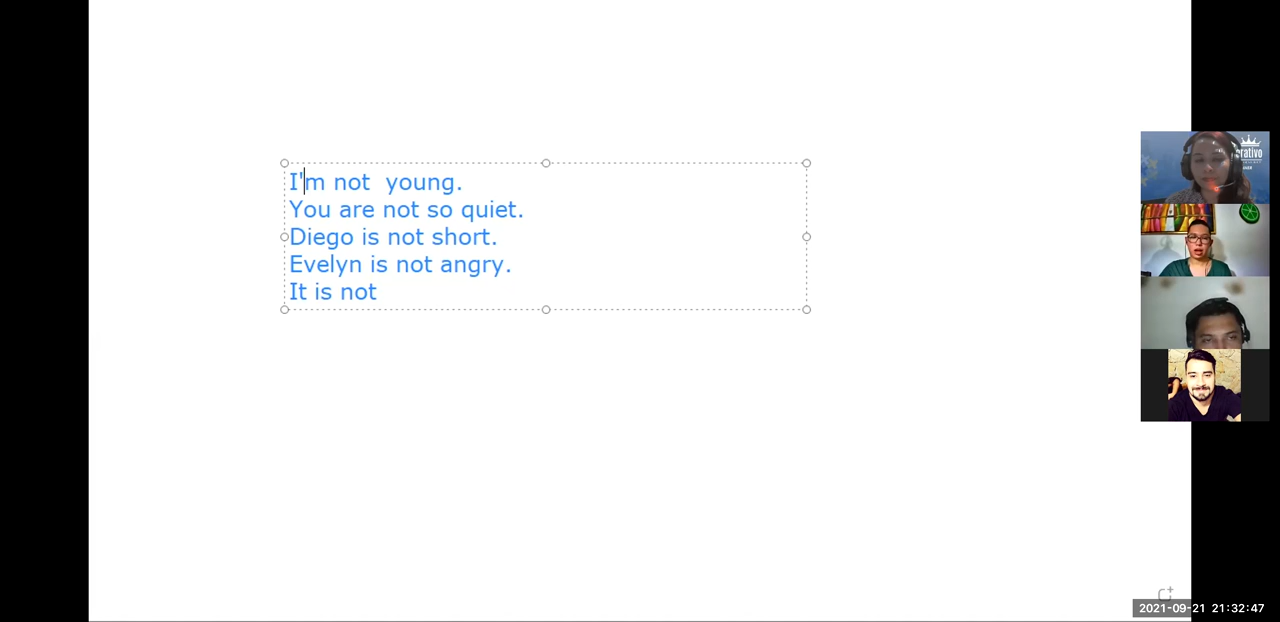 I'm not  young.
You are not so quiet.
Diego is not short.
Evelyn is not angry.
It is not
2021-09-21 21:32:47